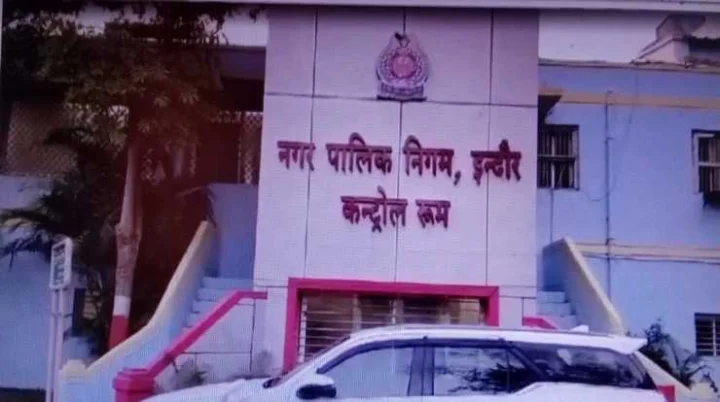 नगर पालिक निगम, इन्दौर
कन्ट्रोल रूम